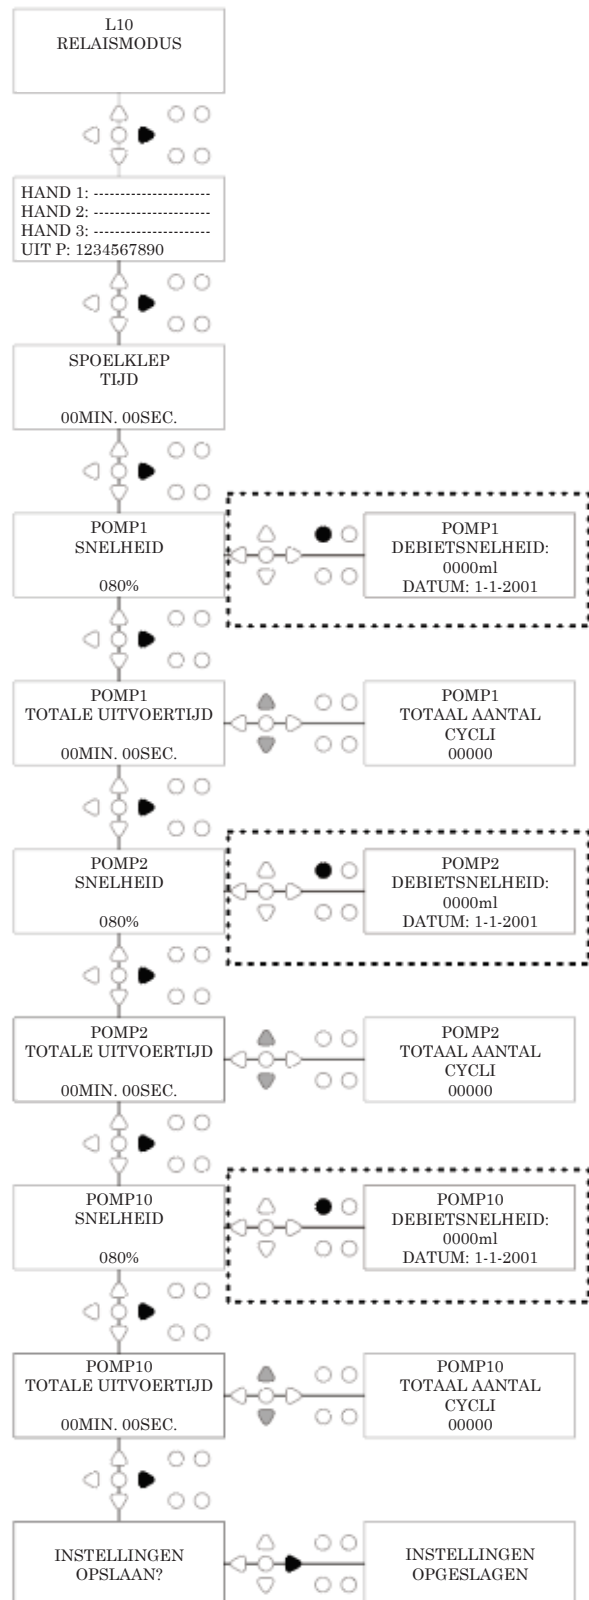 L10
RELAISMODUS
HAND 1: ---------------------
HAND 2: ---------------------
HAND 3: ---------------------
UIT P: 1234567890
SPOELKLEP
TIJD
00MIN. 00SEC.
POMP1
SNELHEID
080%
POMP1
DEBIETSNELHEID:
0000ml
DATUM: 1-1-2001
POMP1
TOTALE UITVOERTIJD
00MIN. 00SEC.
POMP1
TOTAAL AANTAL
CYCLI
00000
POMP2
SNELHEID
080%
POMP2
DEBIETSNELHEID:
0000ml
DATUM: 1-1-2001
POMP2
TOTALE UITVOERTIJD
00MIN. 00SEC.
POMP2
TOTAAL AANTAL
CYCLI
00000
POMP10
SNELHEID
080%
POMP10
DEBIETSNELHEID:
0000ml
DATUM: 1-1-2001
POMP10
TOTALE UITVOERTIJD
00MIN. 00SEC.
POMP10
TOTAAL AANTAL
CYCLI
00000
INSTELLINGEN
OPSLAAN?
INSTELLINGEN
OPGESLAGEN